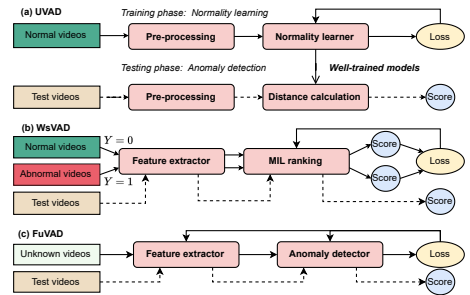 (a) UVAD
Training phase: Normality learning
Normal videos
Pre-processing
Normality learner
Loss
Testing phase: Anomaly detection
Well-trained models
Test videos
Pre-processing
Distance calculation
Score
(b) WsVAD
Normal videos
Y = 0
Abnormal videos
Y = 1
Feature extractor
MIL ranking
Score
Score
Loss
Test videos
Score
(c) FuVAD
Unknown videos
Feature extractor
Anomaly detector
Loss
Test videos
Score